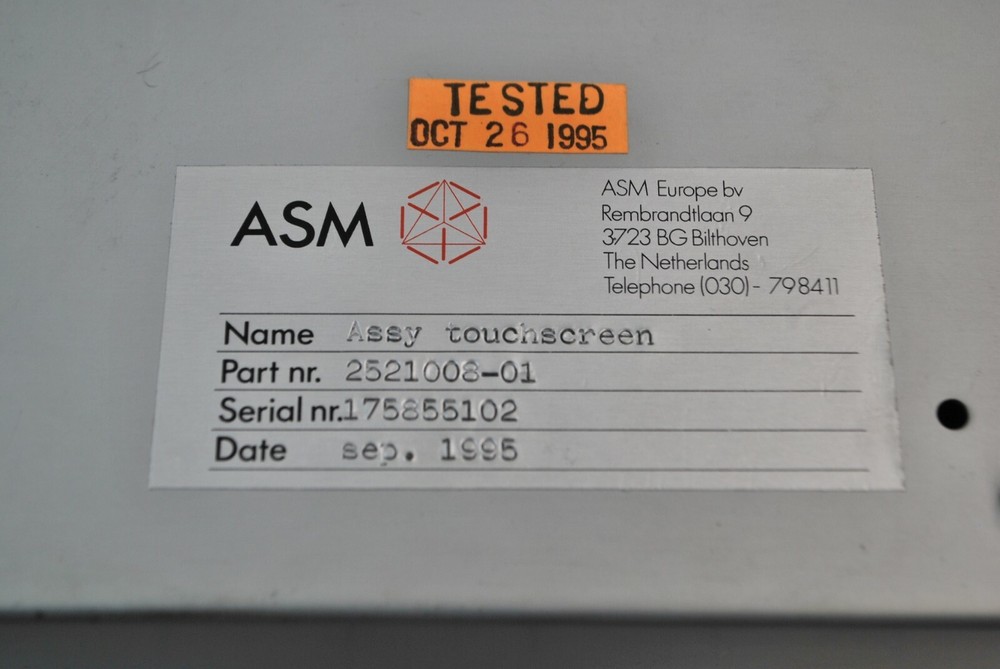 TESTED
OCT 26 1995
ASM
ASM Europe bv
Rembrandtlaan 9
3723 BG Bilthoven
The Netherlands
Telephone (030) - 798411
Name Assy touchscreen
Part nr. 2521008-01
Serial nr. 175855102
Date sep. 1995